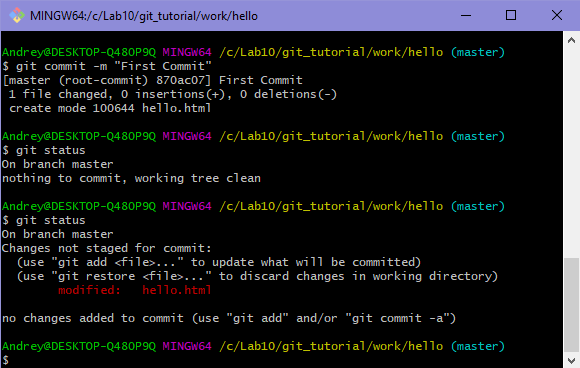 MINGW64:/c/Lab10/git_tutorial/work/hello
Andrey@DESKTOP-Q480P9Q MINGW64 /c/Lab10/git_tutorial/work/hello (master)
$ git commit -m "First Commit"
[master (root-commit) 870ac07] First Commit
 1 file changed, 0 insertions(+), 0 deletions(-)
 create mode 100644 hello.html
Andrey@DESKTOP-Q480P9Q MINGW64 /c/Lab10/git_tutorial/work/hello (master)
$ git status
On branch master
nothing to commit, working tree clean
Andrey@DESKTOP-Q480P9Q MINGW64 /c/Lab10/git_tutorial/work/hello (master)
$ git status
On branch master
Changes not staged for commit:
  (use "git add <file>..." to update what will be committed)
  (use "git restore <file>..." to discard changes in working directory)
        modified:   hello.html
no changes added to commit (use "git add" and/or "git commit -a")
Andrey@DESKTOP-Q480P9Q MINGW64 /c/Lab10/git_tutorial/work/hello (master)
$